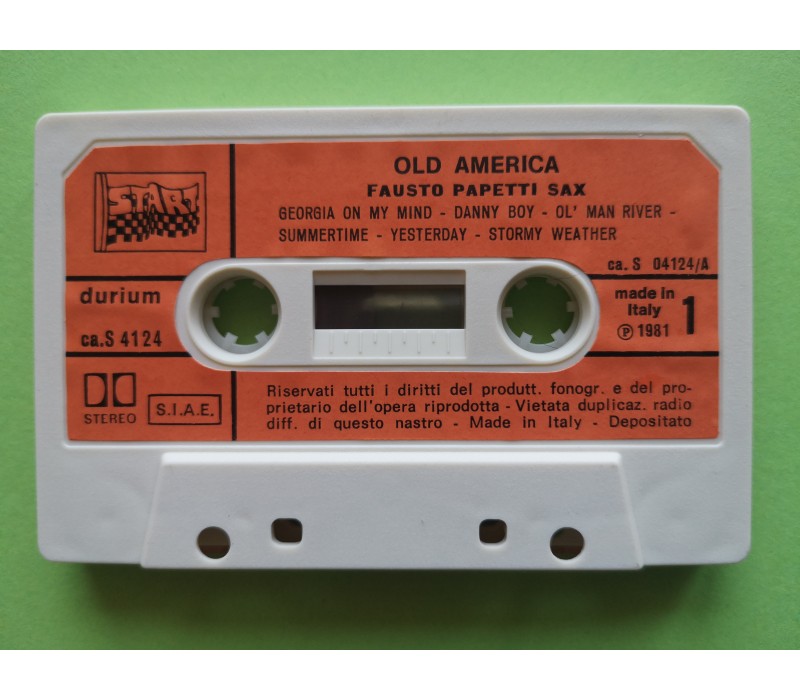 START
OLD AMERICA
FAUSTO PAPETTI SAX
GEORGIA ON MY MIND - DANNY BOY - OL' MAN RIVER -
SUMMERTIME - YESTERDAY - STORMY WEATHER
ca. S 04124/A
durium
ca.S 4124
made in
Italy
℗ 1981
1
STEREO
S.I.A.E.
Riservati tutti i diritti del produtt. fonogr. e del pro-
prietario dell'opera riprodotta - Vietata duplicaz. radio
diff. di questo nastro - Made in Italy - Depositato